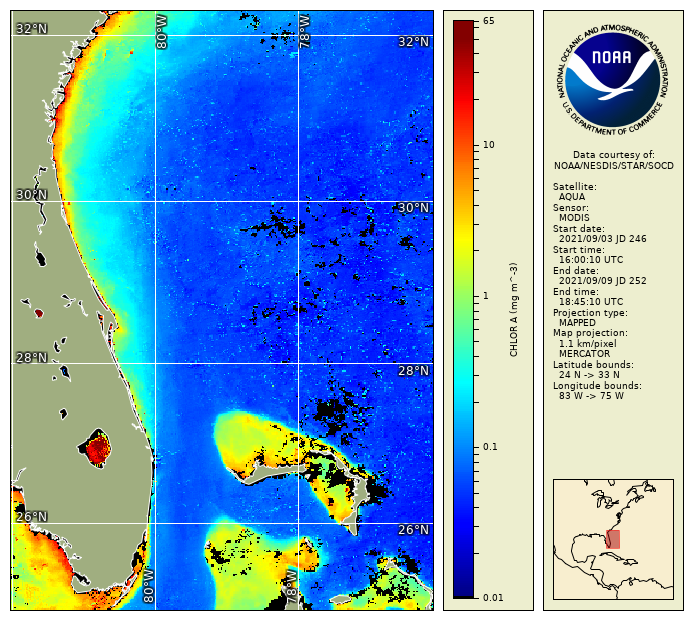 80°W
78°W
32°N
32°N
30°N
30°N
28°N
28°N
26°N
26°N
80°W
78°W
65
10
1
0.1
0.01
CHLOR A (mg m^-3)
NATIONAL OCEANIC AND ATMOSPHERIC ADMINISTRATION
NOAA
U.S. DEPARTMENT OF COMMERCE
Data courtesy of:
NOAA/NESDIS/STAR/SOCD
Satellite:
AQUA
Sensor:
MODIS
Start date:
2021/09/03 JD 246
Start time:
16:00:10 UTC
End date:
2021/09/09 JD 252
End time:
18:45:10 UTC
Projection type:
MAPPED
Map projection:
1.1 km/pixel
MERCATOR
Latitude bounds:
24 N -> 33 N
Longitude bounds:
83 W -> 75 W